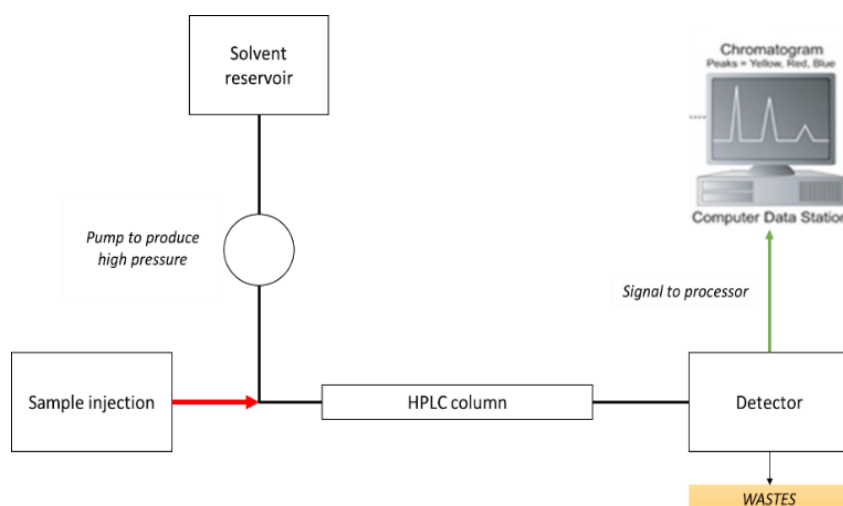 Solvent
reservoir
Chromatogram
Peaks = Yellow, Red, Blue
Computer Data Station
Pump to produce
high pressure
Signal to processor
Sample injection
HPLC column
Detector
WASTES